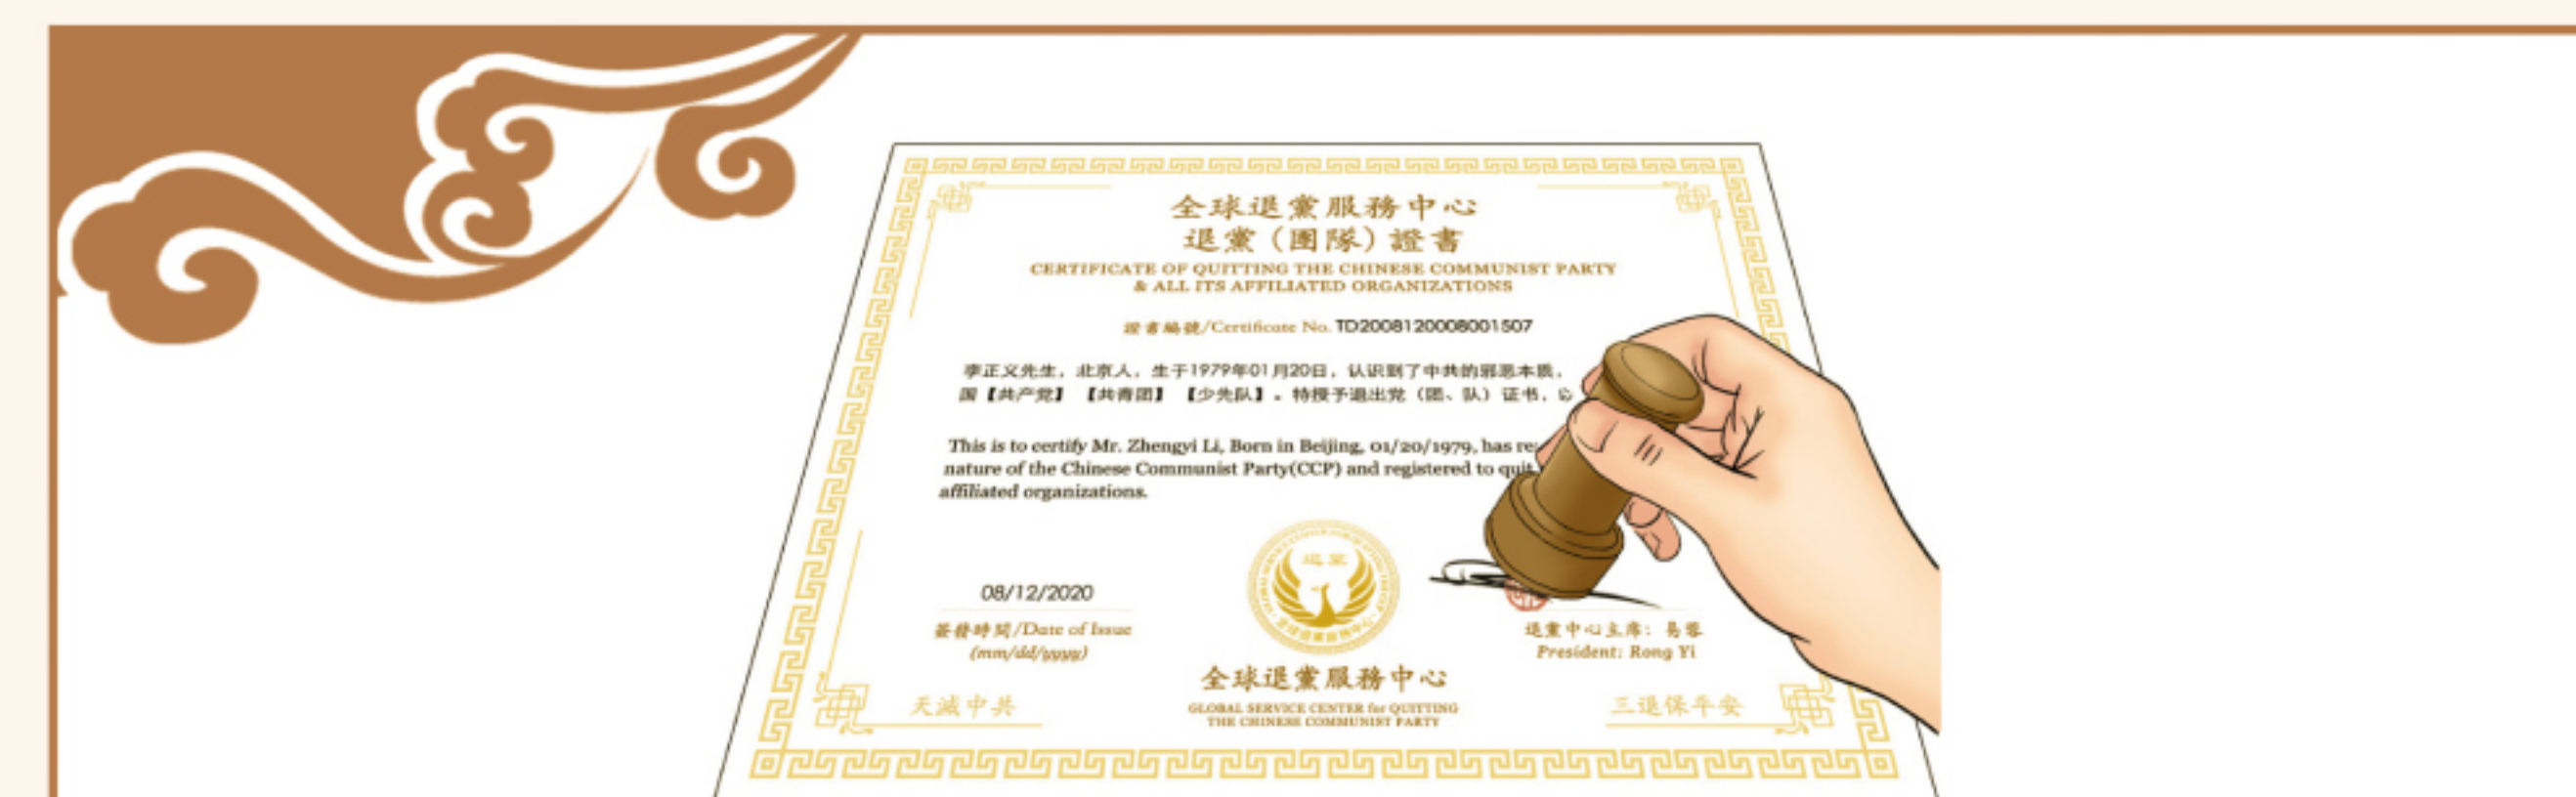 全球退黨服務中心
退黨（團隊）證書
CERTIFICATE OF QUITTING THE CHINESE COMMUNIST PARTY
& ALL ITS AFFILIATED ORGANIZATIONS
證書編號/Certificate No. TD2008120008001507
李正义先生，北京人，生于1979年01月20日，认识到了中共的邪恶本质，
国【共产党】 【共青团】 【少先队】。特授予退出党（团、队）证书，
This is to certify Mr. Zhengyi Li, Born in Beijing, 01/20/1979, has
nature of the Chinese Communist Party(CCP) and registered to quit
affiliated organizations.
退黨
08/12/2020
簽發時間/Date of Issue
(mm/dd/yyyy)
退黨中心主席：易蓉
President: Rong Yi
全球退黨服務中心
GLOBAL SERVICE CENTER for QUITTING
THE CHINESE COMMUNIST PARTY
天滅中共
三退保平安